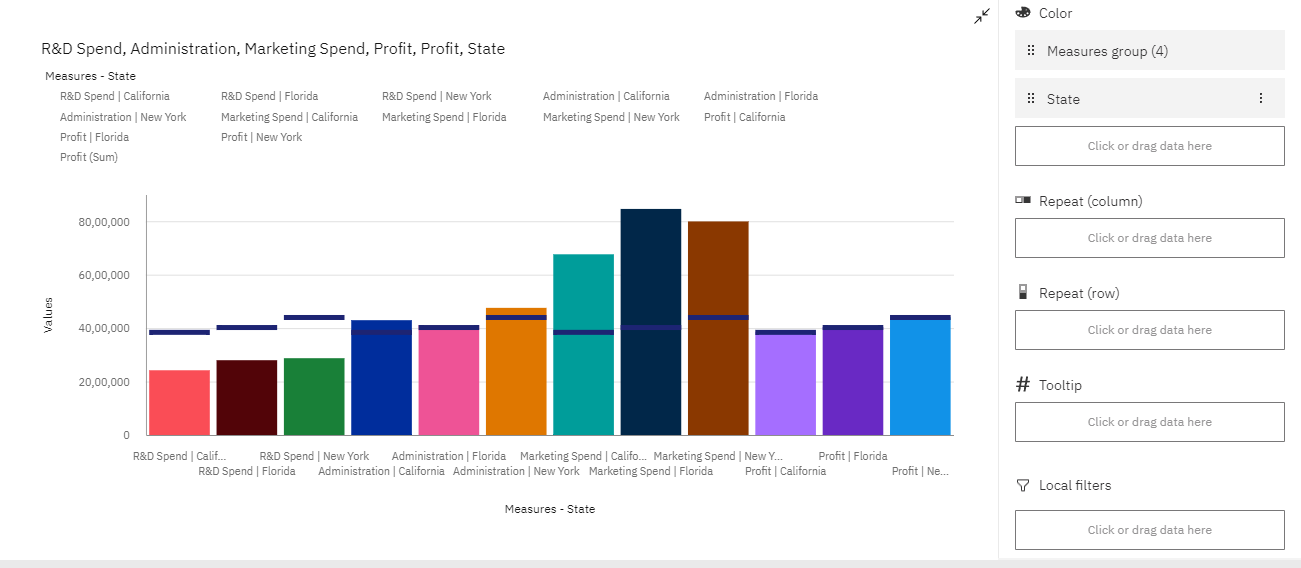 R&D Spend, Administration, Marketing Spend, Profit, Profit, State
Measures - State
R&D Spend | California R&D Spend | Florida R&D Spend | New York Administration | California Administration | Florida
Administration | New York Marketing Spend | California Marketing Spend | Florida Marketing Spend | New York Profit | California
Profit | Florida Profit | New York
Profit (Sum)
Values
80,00,000
60,00,000
40,00,000
20,00,000
0
R&D Spend | Calif... R&D Spend | New York Administration | Florida Marketing Spend | Califo... Marketing Spend | New Y... Profit | Florida
R&D Spend | Florida Administration | California Administration | New York Marketing Spend | Florida Profit | California Profit | Ne...
Measures - State
Color
Measures group (4)
State
Click or drag data here
Repeat (column)
Click or drag data here
Repeat (row)
Click or drag data here
# Tooltip
Click or drag data here
Local filters
Click or drag data here